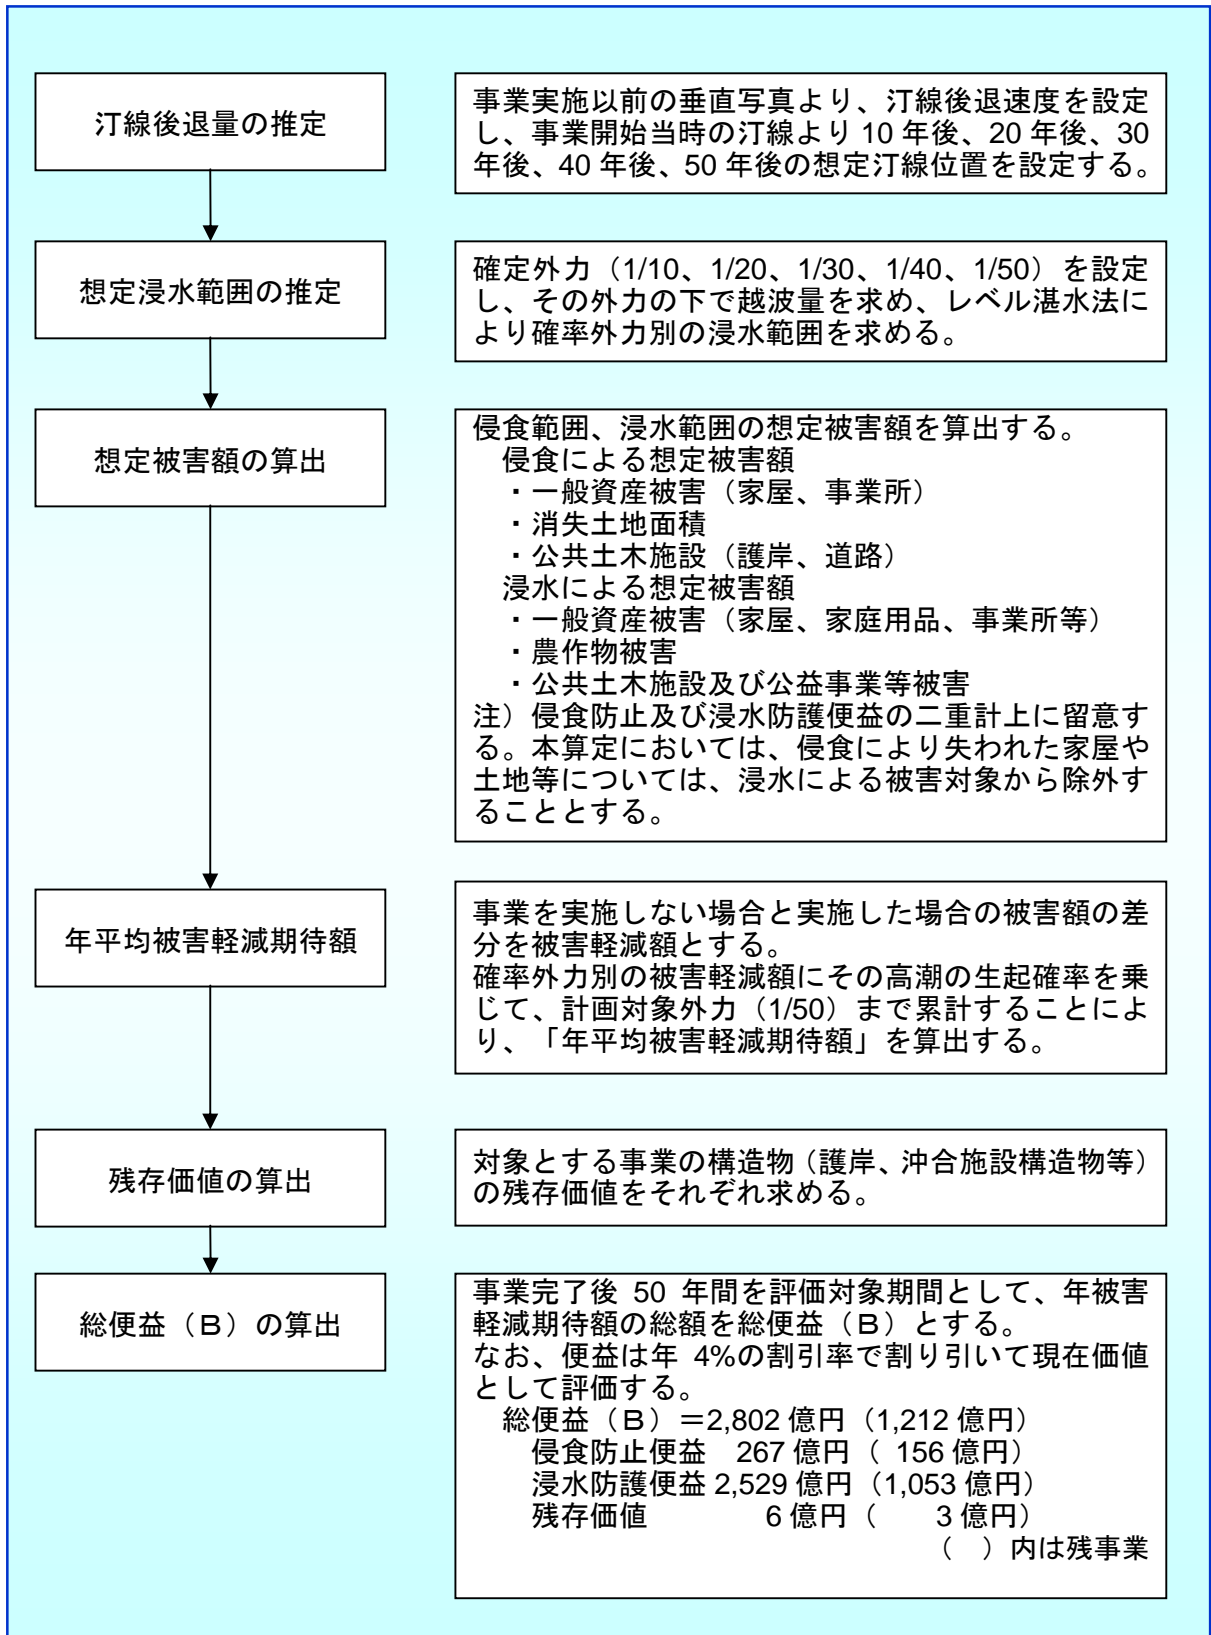 汀線後退量の推定
事業実施以前の垂直写真より、汀線後退速度を設定
し、事業開始当時の汀線より 10 年後、20 年後、30
年後、40 年後、50 年後の想定汀線位置を設定する。
想定浸水範囲の推定
確定外力（1/10、1/20、1/30、1/40、1/50）を設定
し、その外力の下で越波量を求め、レベル湛水法に
より確率外力別の浸水範囲を求める。
想定被害額の算出
侵食範囲、浸水範囲の想定被害額を算出する。
侵食による想定被害額
・一般資産被害（家屋、事業所）
・消失土地面積
・公共土木施設（護岸、道路）
浸水による想定被害額
・一般資産被害（家屋、家庭用品、事業所等）
・農作物被害
・公共土木施設及び公益事業等被害
注）侵食防止及び浸水防護便益の二重計上に留意す
る。本算定においては、侵食により失われた家屋や
土地等については、浸水による被害対象から除外す
ることとする。
年平均被害軽減期待額
事業を実施しない場合と実施した場合の被害額の差
分を被害軽減額とする。
確率外力別の被害軽減額にその高潮の生起確率を乗
じて、計画対象外力（1/50）まで累計することによ
り、「年平均被害軽減期待額」を算出する。
残存価値の算出
対象とする事業の構造物（護岸、沖合施設構造物等）
の残存価値をそれぞれ求める。
総便益（Ｂ）の算出
事業完了後 50 年間を評価対象期間として、年被害
軽減期待額の総額を総便益（Ｂ）とする。
なお、便益は年 4%の割引率で割り引いて現在価値
として評価する。
総便益（Ｂ）＝2,802 億円（1,212 億円）
侵食防止便益 267 億円（ 156 億円）
浸水防護便益 2,529 億円（1,053 億円）
残存価値 6 億円（ 3 億円）
（ ）内は残事業